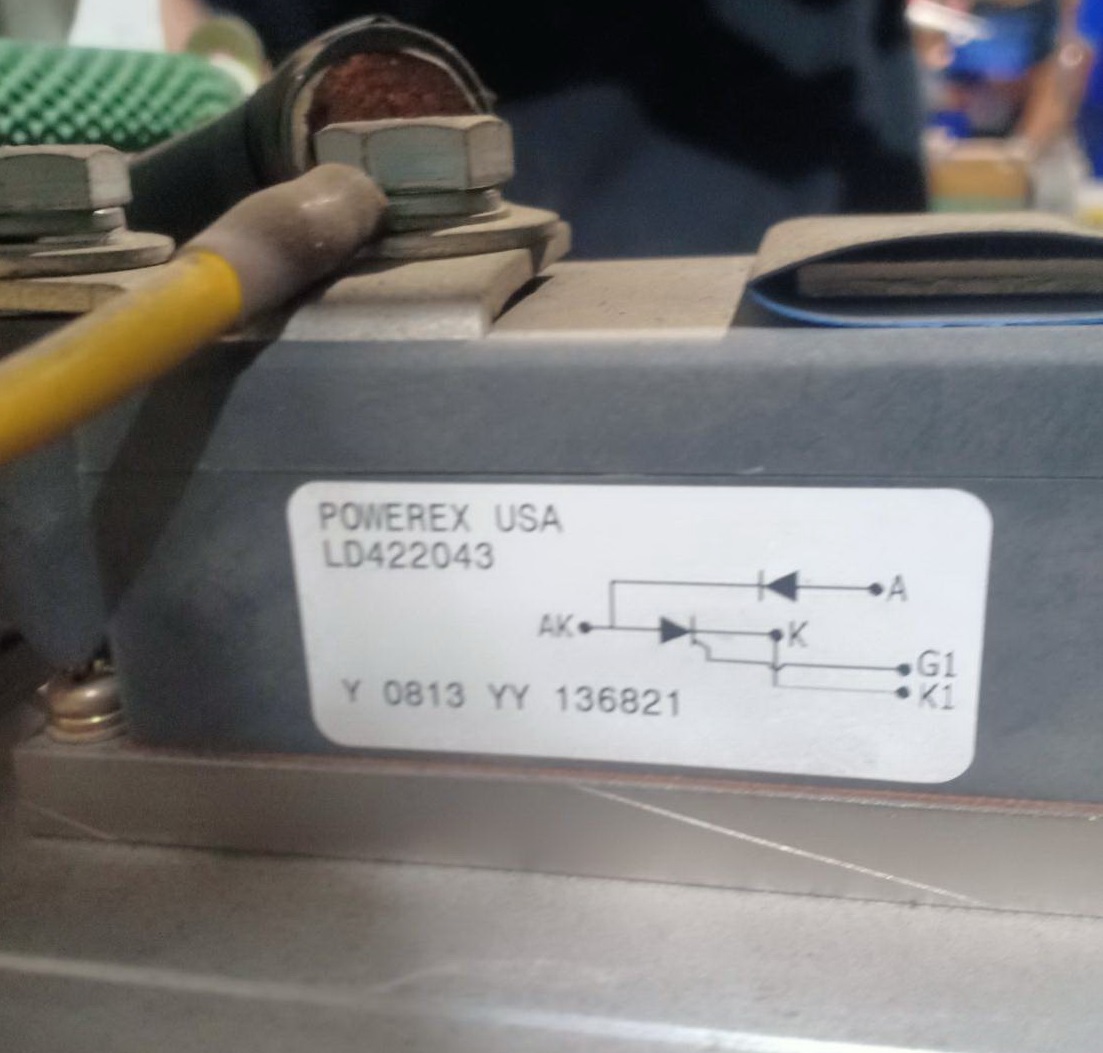 POWEREX USA
LD422043
A
AK
K
G1
K1
Y 0813 YY 136821